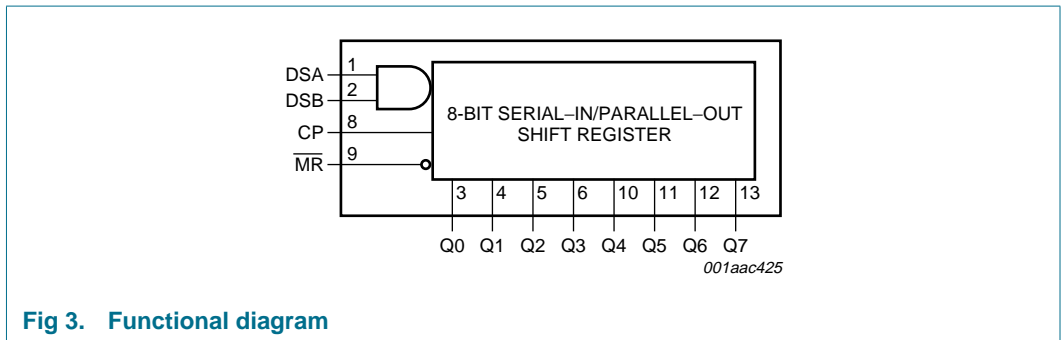 DSA 1
DSB 2
CP 8
MR 9
8-BIT SERIAL–IN/PARALLEL–OUT
SHIFT REGISTER
3 4 5 6 10 11 12 13
Q0 Q1 Q2 Q3 Q4 Q5 Q6 Q7
001aac425
Fig 3. Functional diagram